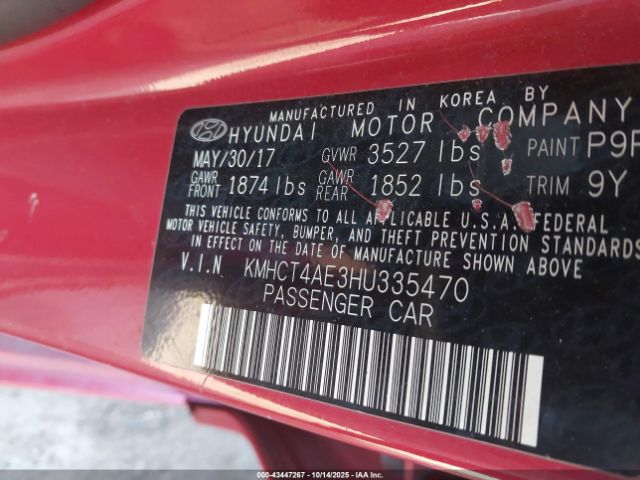 MANUFACTURED IN KOREA BY
HYUNDAI MOTOR COMPANY
MAY/30/17 GVWR 3527 lbs PAINT P9R
GAWR FRONT 1874 lbs GAWR REAR 1852 lbs TRIM 9Y
THIS VEHICLE CONFORMS TO ALL APPLICABLE U.S.A. FEDERAL
MOTOR VEHICLE SAFETY, BUMPER, AND THEFT PREVENTION STANDARDS
IN EFFECT ON THE DATE OF MANUFACTURE SHOWN ABOVE.
V.I.N. KMHCT4AE3HU335470
PASSENGER CAR
000-43447267 - 10/14/2025 - IAA Inc.